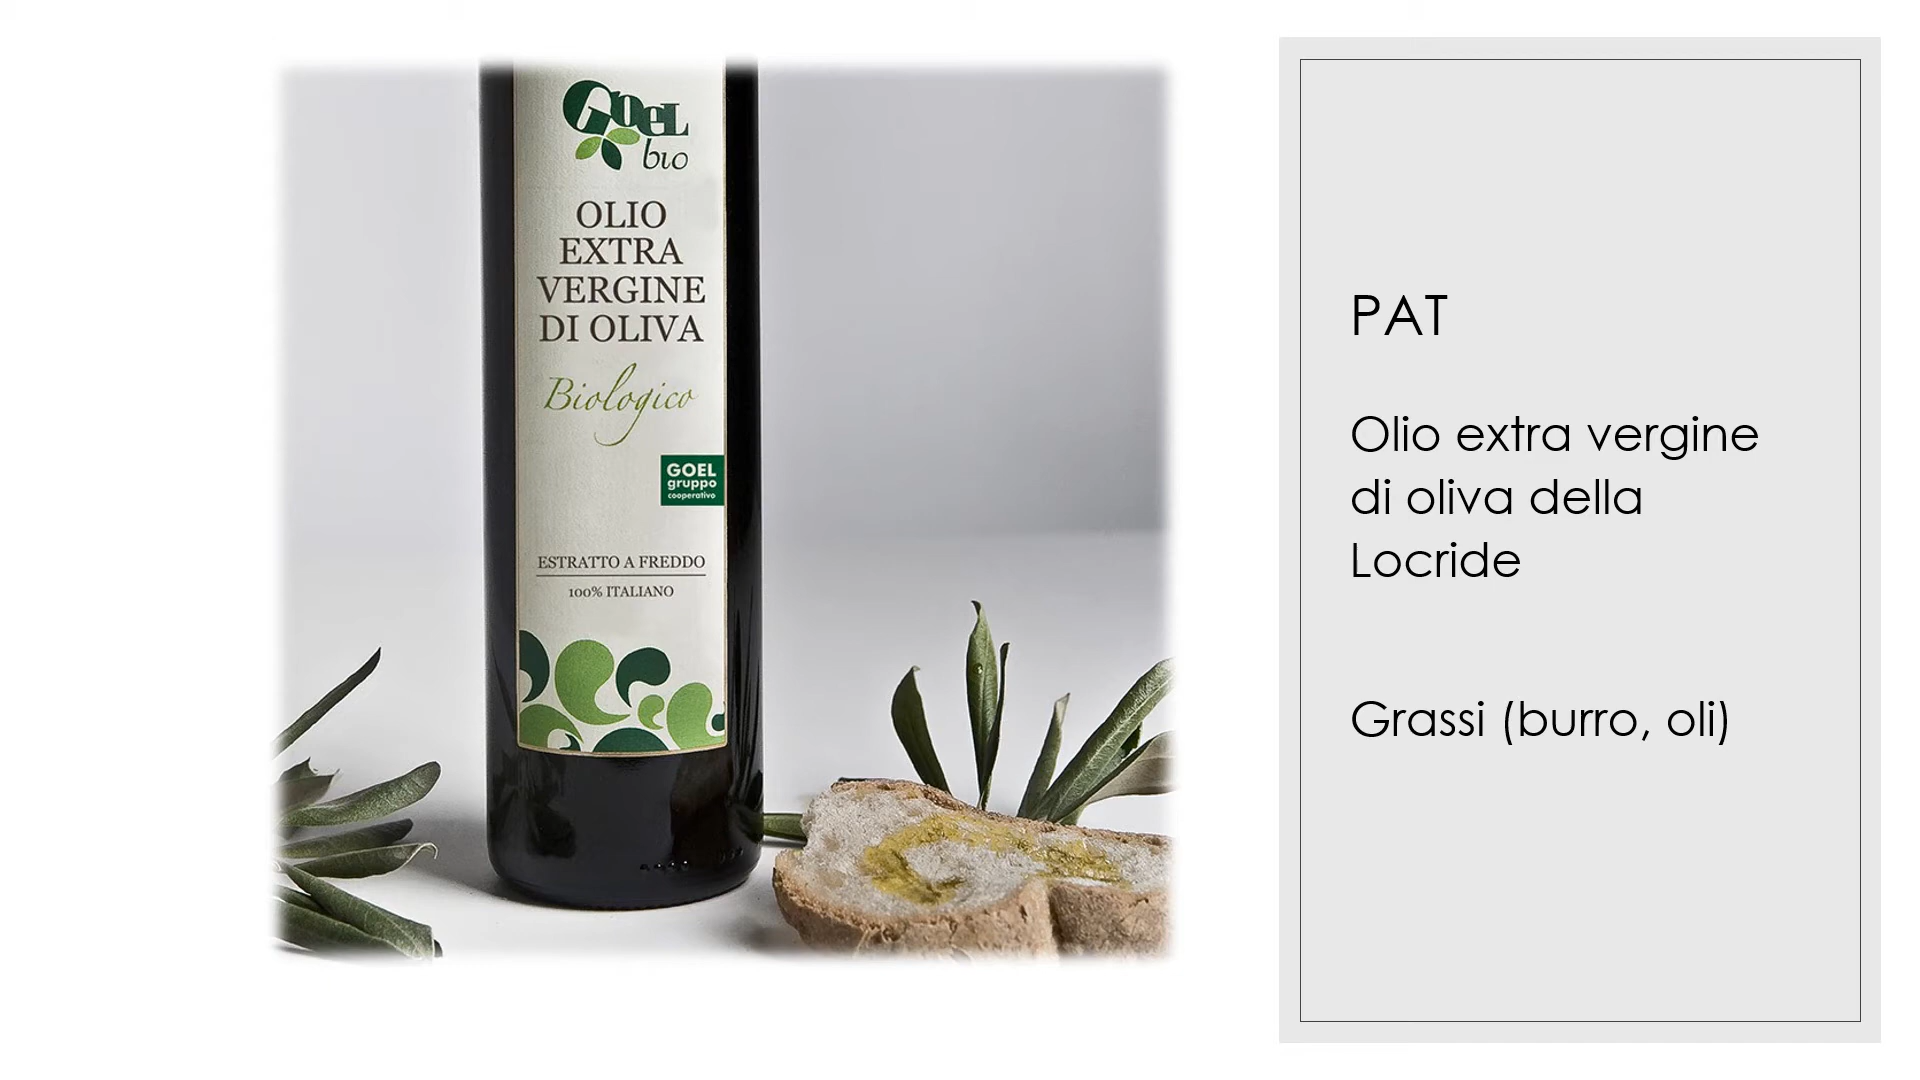 GOEL
bio
OLIO
EXTRA
VERGINE
DI OLIVA
Biologico
GOEL
gruppo
cooperativo
ESTRATTO A FREDDO
100% ITALIANO
PAT
Olio extra vergine
di oliva della
Locride
Grassi (burro, oli)